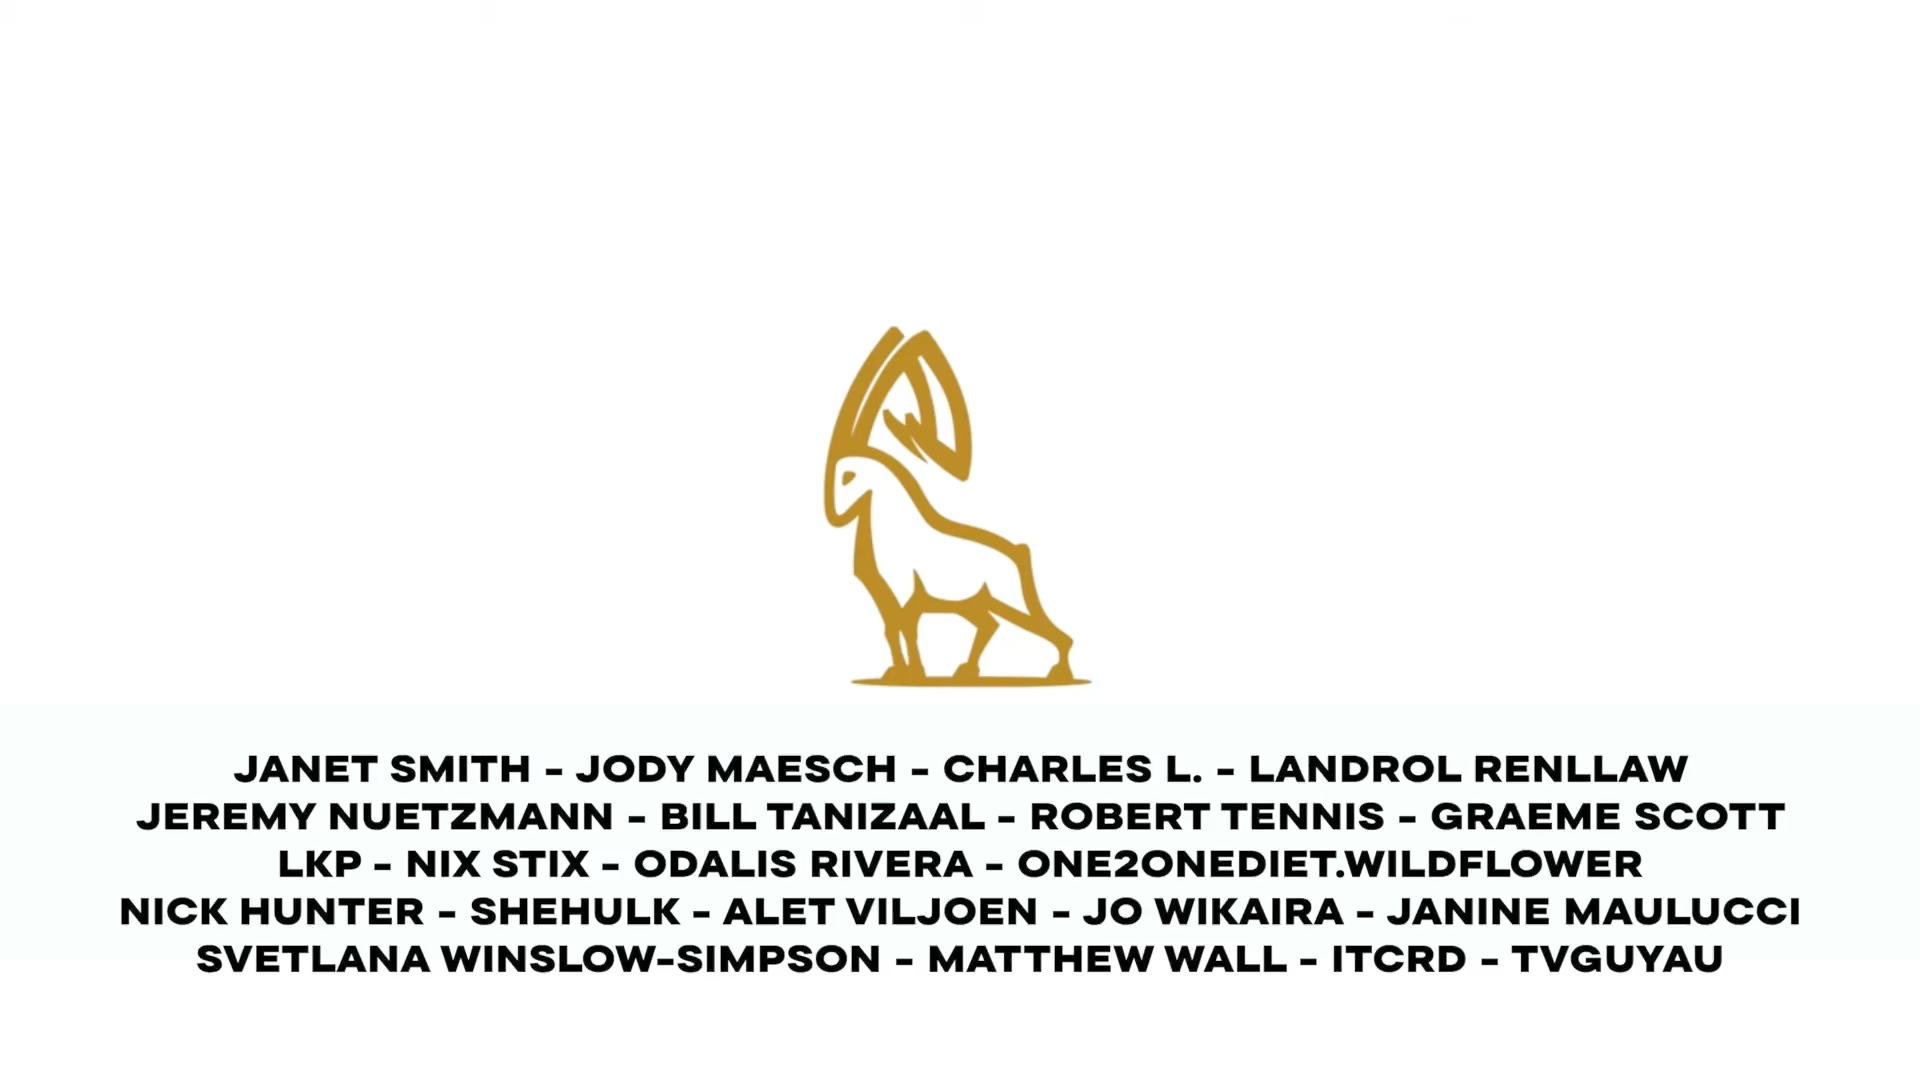 JANET SMITH - JODY MAESCH - CHARLES L. - LANDROL RENLLAW
JEREMY NUETZMANN - BILL TANIZAAL - ROBERT TENNIS - GRAEME SCOTT
LKP - NIX STIX - ODALIS RIVERA - ONE2ONEDIET.WILDFLOWER
NICK HUNTER - SHEHULK - ALET VILJOEN - JO WIKAIRA - JANINE MAULUCCI
SVETLANA WINSLOW-SIMPSON - MATTHEW WALL - ITCRD - TVGUYAU